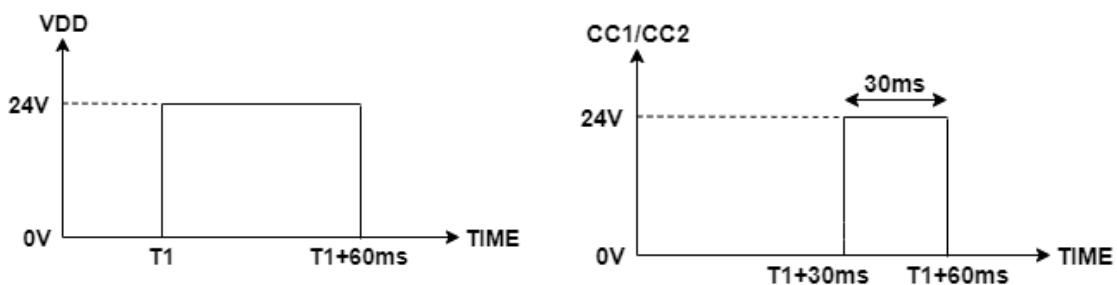 VDD
24V
0V
T1
T1+60ms
TIME
CC1/CC2
30ms
24V
0V
T1+30ms
T1+60ms
TIME